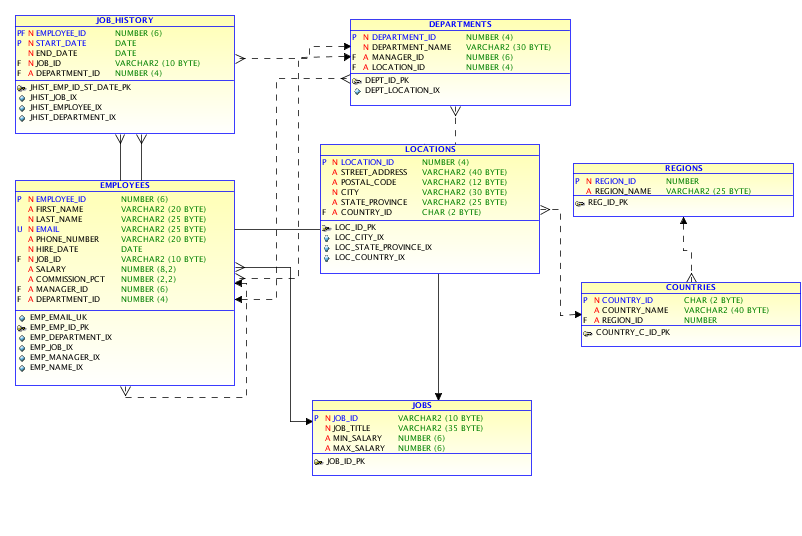 JOB_HISTORY
PF N EMPLOYEE_ID NUMBER (6)
P N START_DATE DATE
N END_DATE DATE
F N JOB_ID VARCHAR2 (10 BYTE)
F A DEPARTMENT_ID NUMBER (4)
JHIST_EMP_ID_ST_DATE_PK
JHIST_JOB_IX
JHIST_EMPLOYEE_IX
JHIST_DEPARTMENT_IX
DEPARTMENTS
P N DEPARTMENT_ID NUMBER (4)
N DEPARTMENT_NAME VARCHAR2 (30 BYTE)
F A MANAGER_ID NUMBER (6)
F A LOCATION_ID NUMBER (4)
DEPT_ID_PK
DEPT_LOCATION_IX
LOCATIONS
P N LOCATION_ID NUMBER (4)
A STREET_ADDRESS VARCHAR2 (40 BYTE)
A POSTAL_CODE VARCHAR2 (12 BYTE)
N CITY VARCHAR2 (30 BYTE)
A STATE_PROVINCE VARCHAR2 (25 BYTE)
F A COUNTRY_ID CHAR (2 BYTE)
LOC_ID_PK
LOC_CITY_IX
LOC_STATE_PROVINCE_IX
LOC_COUNTRY_IX
REGIONS
P N REGION_ID NUMBER
A REGION_NAME VARCHAR2 (25 BYTE)
REG_ID_PK
EMPLOYEES
P N EMPLOYEE_ID NUMBER (6)
A FIRST_NAME VARCHAR2 (20 BYTE)
N LAST_NAME VARCHAR2 (25 BYTE)
U N EMAIL VARCHAR2 (25 BYTE)
A PHONE_NUMBER VARCHAR2 (20 BYTE)
N HIRE_DATE DATE
F N JOB_ID VARCHAR2 (10 BYTE)
A SALARY NUMBER (8,2)
A COMMISSION_PCT NUMBER (2,2)
F A MANAGER_ID NUMBER (6)
F A DEPARTMENT_ID NUMBER (4)
EMP_EMAIL_UK
EMP_EMP_ID_PK
EMP_DEPARTMENT_IX
EMP_JOB_IX
EMP_MANAGER_IX
EMP_NAME_IX
COUNTRIES
P N COUNTRY_ID CHAR (2 BYTE)
A COUNTRY_NAME VARCHAR2 (40 BYTE)
F A REGION_ID NUMBER
COUNTRY_C_ID_PK
JOBS
P N JOB_ID VARCHAR2 (10 BYTE)
N JOB_TITLE VARCHAR2 (35 BYTE)
A MIN_SALARY NUMBER (6)
A MAX_SALARY NUMBER (6)
JOB_ID_PK